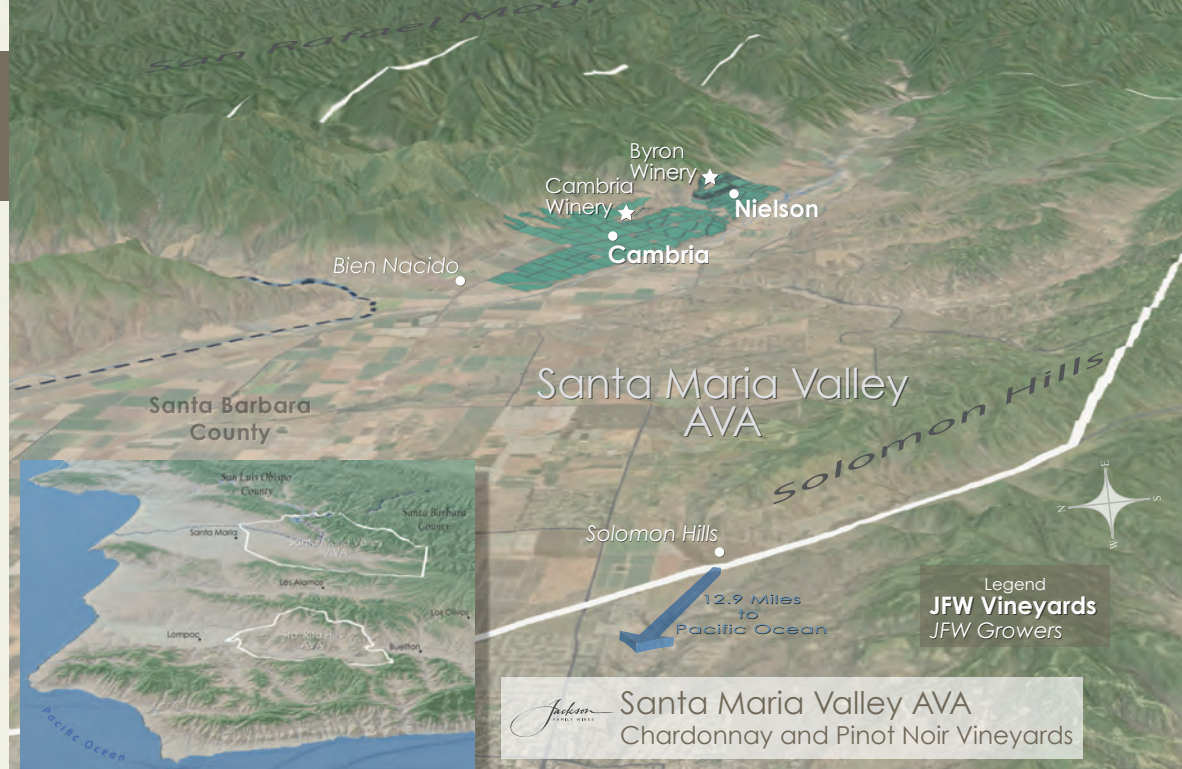 San Rafael Mou
Byron
Winery
Cambria
Winery
Nielson
Cambria
Bien Nacido
Santa Maria Valley
AVA
Santa Barbara
County
Solomon Hills
Solomon Hills
E
N
S
W
12.9 Miles
to
Pacific Ocean
Legend
JFW Vineyards
JFW Growers
San Luis Obispo
County
Santa Barbara
County
Santa Maria
Santa Maria Valley
AVA
Los Alamos
Los Olivos
Lompoc
AVA
Buellton
Pacific Ocean
Jackson
FAMILY WINES
Santa Maria Valley AVA
Chardonnay and Pinot Noir Vineyards